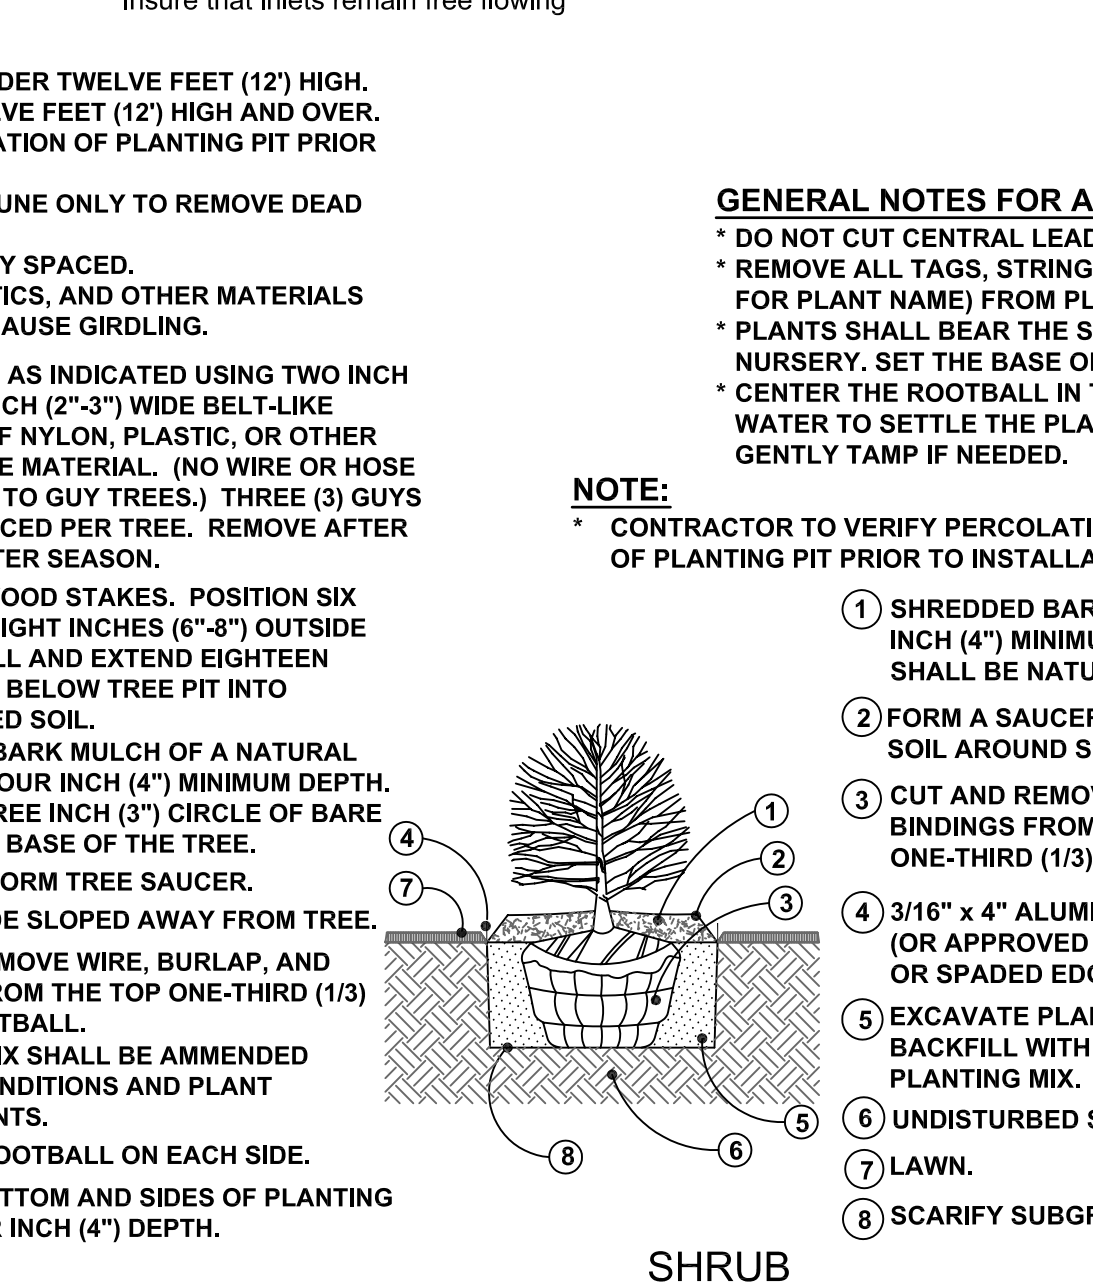 insure that inlets remain free flowing
DER TWELVE FEET (12') HIGH.
LVE FEET (12') HIGH AND OVER.
ATION OF PLANTING PIT PRIOR
UNE ONLY TO REMOVE DEAD
Y SPACED.
TICS, AND OTHER MATERIALS
AUSE GIRDLING.
AS INDICATED USING TWO INCH
CH (2"-3") WIDE BELT-LIKE
F NYLON, PLASTIC, OR OTHER
E MATERIAL. (NO WIRE OR HOSE
TO GUY TREES.) THREE (3) GUYS
CED PER TREE. REMOVE AFTER
TER SEASON.
OOD STAKES. POSITION SIX
IGHT INCHES (6"-8") OUTSIDE
LL AND EXTEND EIGHTEEN
BELOW TREE PIT INTO
ED SOIL.
BARK MULCH OF A NATURAL
OUR INCH (4") MINIMUM DEPTH.
REE INCH (3") CIRCLE OF BARE
BASE OF THE TREE.
ORM TREE SAUCER.
DE SLOPED AWAY FROM TREE.
MOVE WIRE, BURLAP, AND
ROM THE TOP ONE-THIRD (1/3)
TBALL.
IX SHALL BE AMMENDED
ONDITIONS AND PLANT
NTS.
OOTBALL ON EACH SIDE.
OTTOM AND SIDES OF PLANTING
R INCH (4") DEPTH.
GENERAL NOTES FOR A
* DO NOT CUT CENTRAL LEAD
* REMOVE ALL TAGS, STRING
FOR PLANT NAME) FROM PL
* PLANTS SHALL BEAR THE S
NURSERY. SET THE BASE O
* CENTER THE ROOTBALL IN T
WATER TO SETTLE THE PLA
GENTLY TAMP IF NEEDED.
NOTE:
* CONTRACTOR TO VERIFY PERCOLATI
OF PLANTING PIT PRIOR TO INSTALLA
1 SHREDDED BAR
INCH (4") MINIMU
SHALL BE NATU
2 FORM A SAUCER
SOIL AROUND S
3 CUT AND REMOV
BINDINGS FROM
ONE-THIRD (1/3)
4 3/16" x 4" ALUMI
(OR APPROVED
OR SPADED EDG
5 EXCAVATE PLAN
BACKFILL WITH
PLANTING MIX.
6 UNDISTURBED S
7 LAWN.
8 SCARIFY SUBGR
4
7
1
2
3
5
6
8
SHRUB